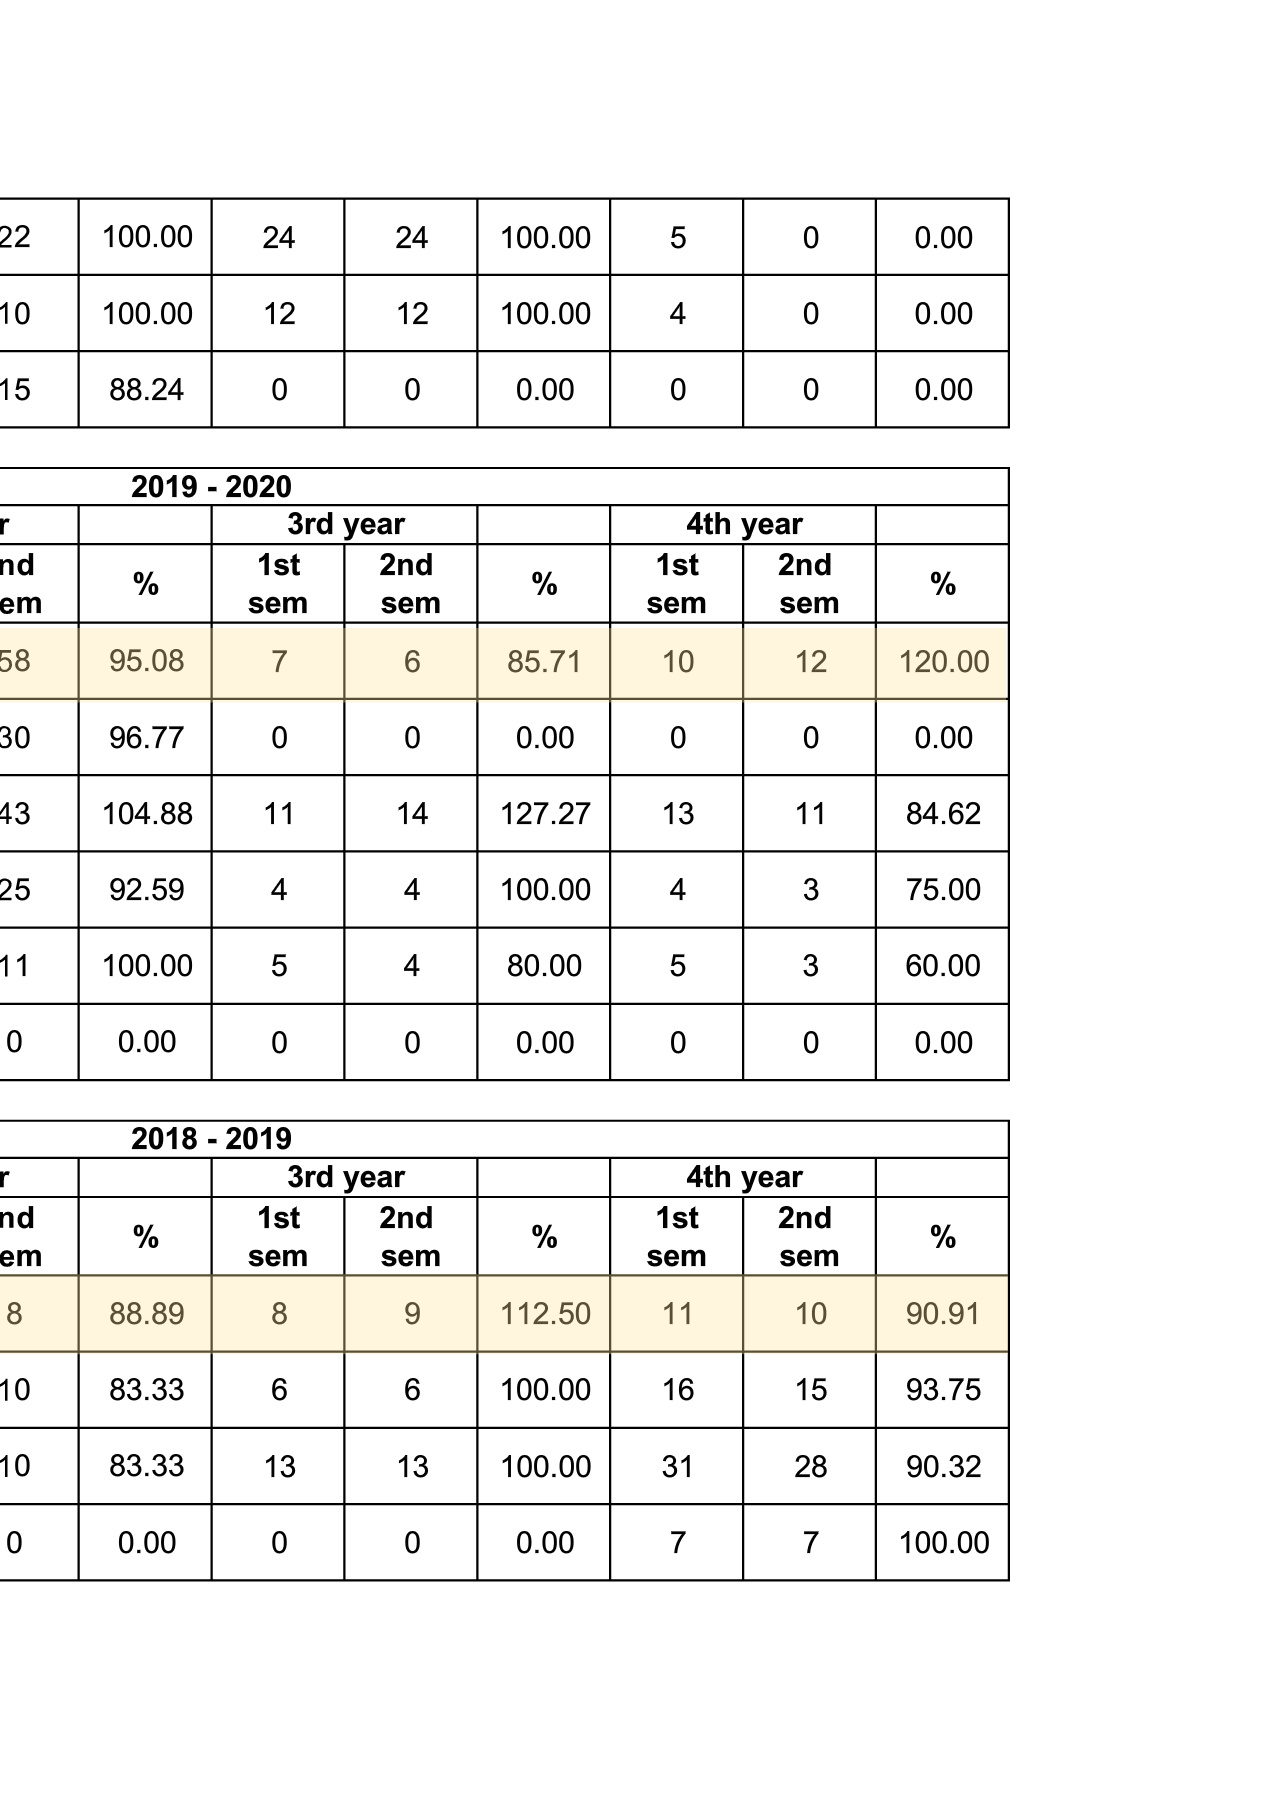 22 100.00 24 24 100.00 5 0 0.00
10 100.00 12 12 100.00 4 0 0.00
15 88.24 0 0 0.00 0 0 0.00
2019 - 2020
r 3rd year 4th year
nd 1st 2nd 1st 2nd
em % sem sem % sem sem %
58 95.08 7 6 85.71 10 12 120.00
30 96.77 0 0 0.00 0 0 0.00
43 104.88 11 14 127.27 13 11 84.62
25 92.59 4 4 100.00 4 3 75.00
11 100.00 5 4 80.00 5 3 60.00
0 0.00 0 0 0.00 0 0 0.00
2018 - 2019
r 3rd year 4th year
nd 1st 2nd 1st 2nd
em % sem sem % sem sem %
8 88.89 8 9 112.50 11 10 90.91
10 83.33 6 6 100.00 16 15 93.75
10 83.33 13 13 100.00 31 28 90.32
0 0.00 0 0 0.00 7 7 100.00